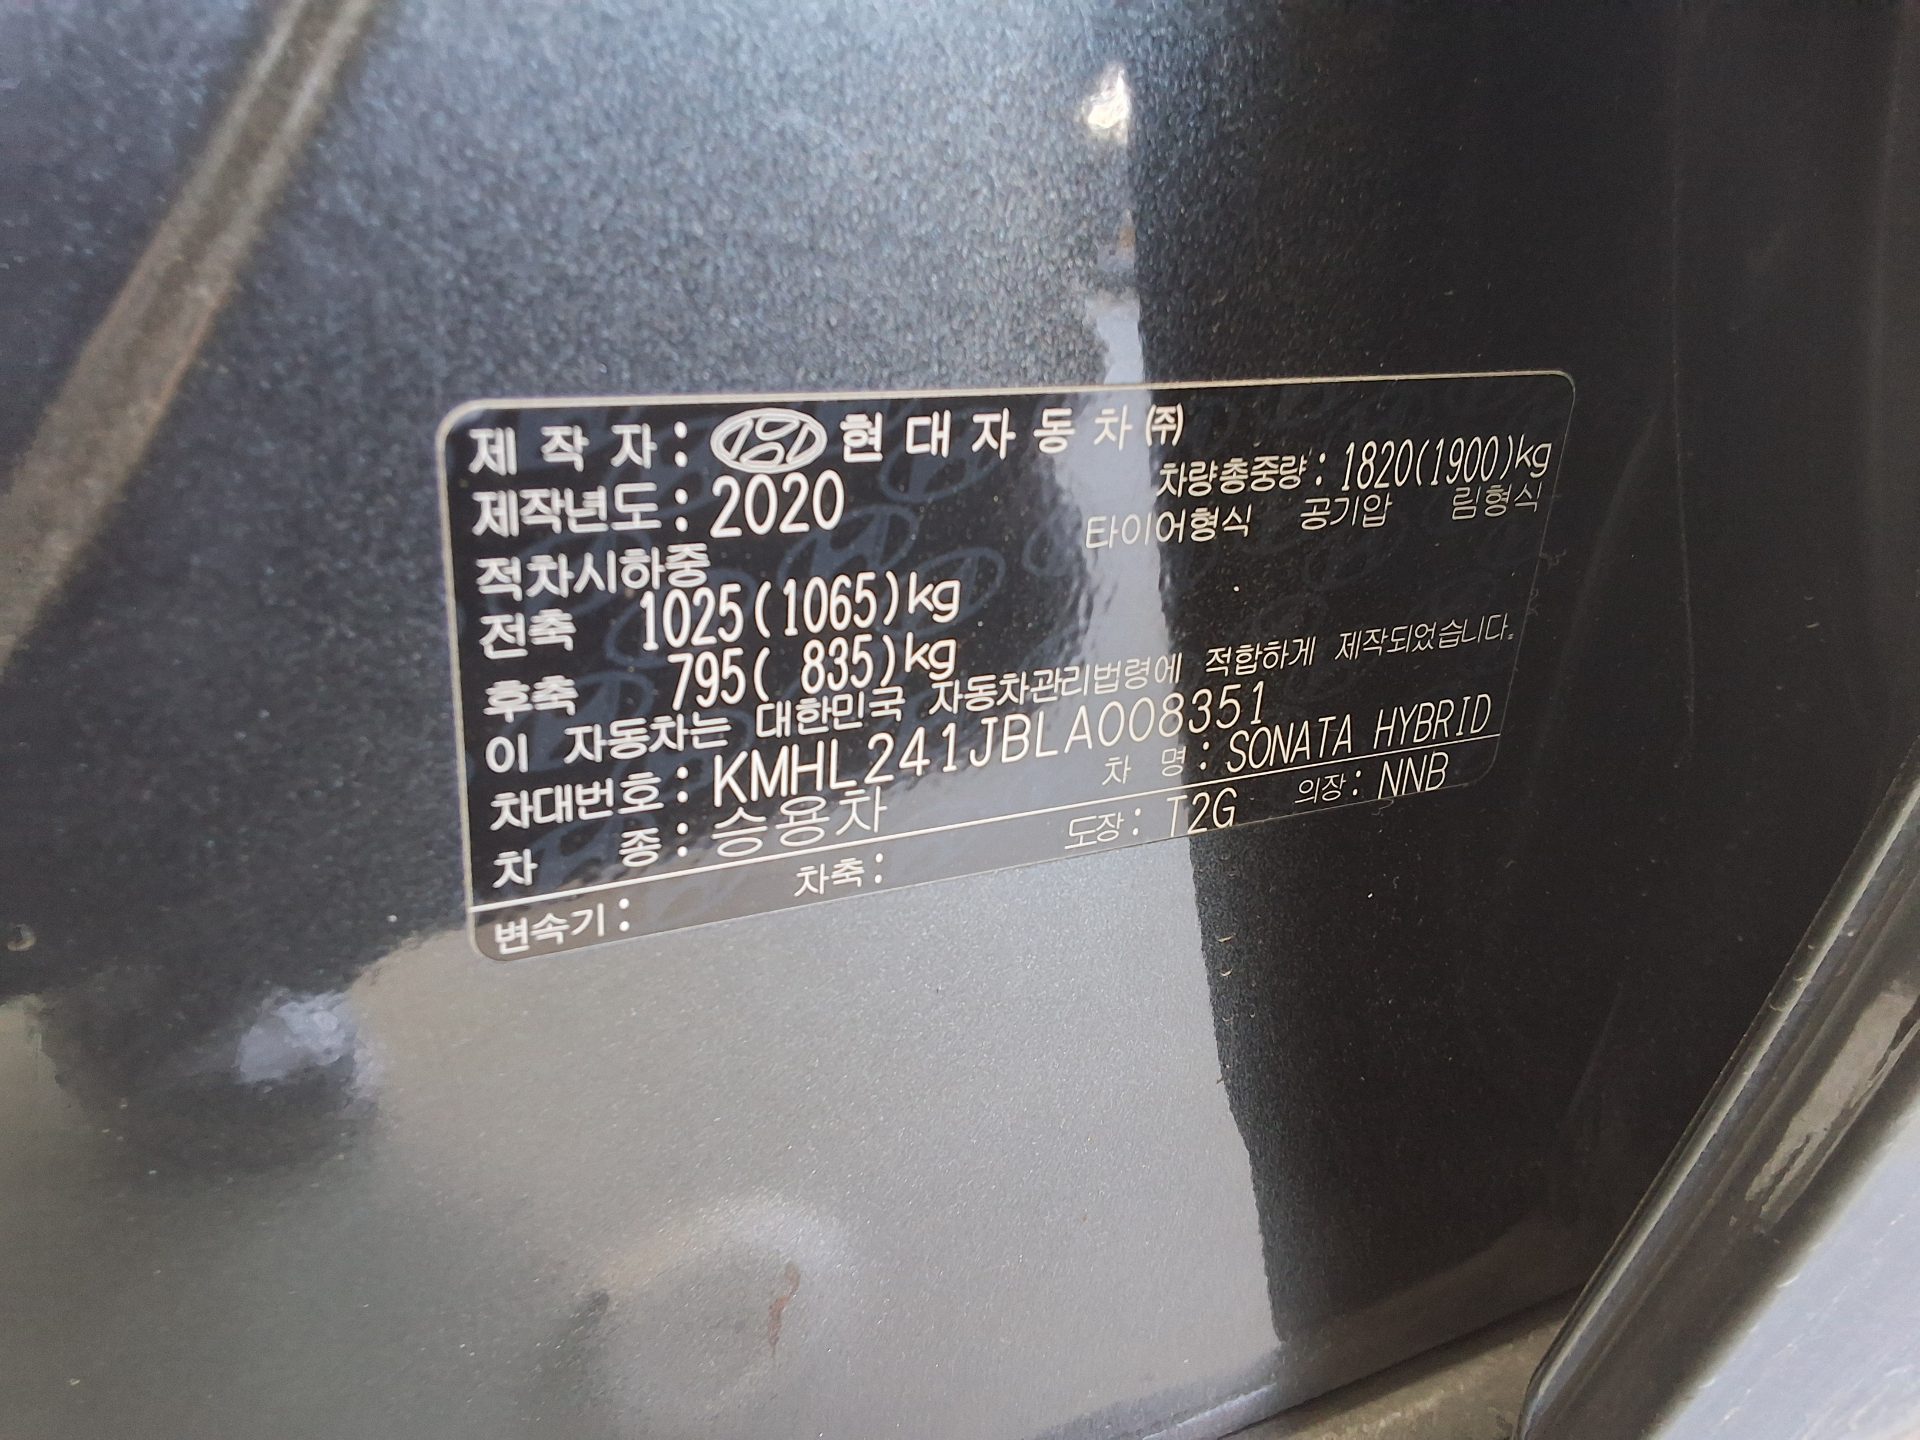 제 작 자 : 현 대 자 동 차 ㈜
제작년도 : 2020 차량총중량 : 1820(1900)kg
적차시하중 타이어형식 공기압 림형식
전축 1025(1065)kg
후축 795( 835)kg
이 자동차는 대한민국 자동차관리법령에 적합하게 제작되었습니다.
차대번호 : KMHL241JBLA008351
차 종 : 승용차 차 명 : SONATA HYBRID
변속기 : 차축 : 도장 : T2G 의장 : NNB